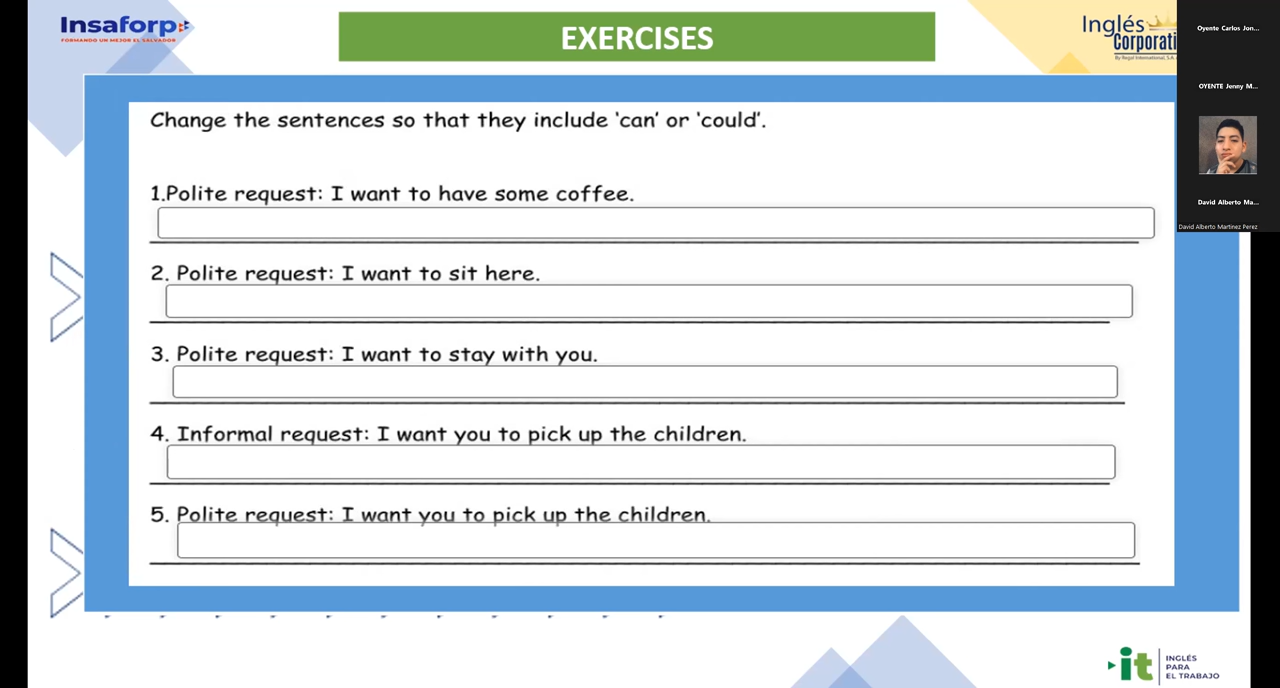 Insaforp
FORMANDO UN MEJOR EL SALVADOR
EXERCISES
Inglés
Corporati
By Regal International, S.A.
Oyente Carlos Jon...
OYENTE Jenny M...
David Alberto Ma...
David Alberto Martinez Perez
Change the sentences so that they include 'can' or 'could'.
1.Polite request: I want to have some coffee.
2. Polite request: I want to sit here.
3. Polite request: I want to stay with you.
4. Informal request: I want you to pick up the children.
5. Polite request: I want you to pick up the children.
it
INGLÉS
PARA
EL TRABAJO